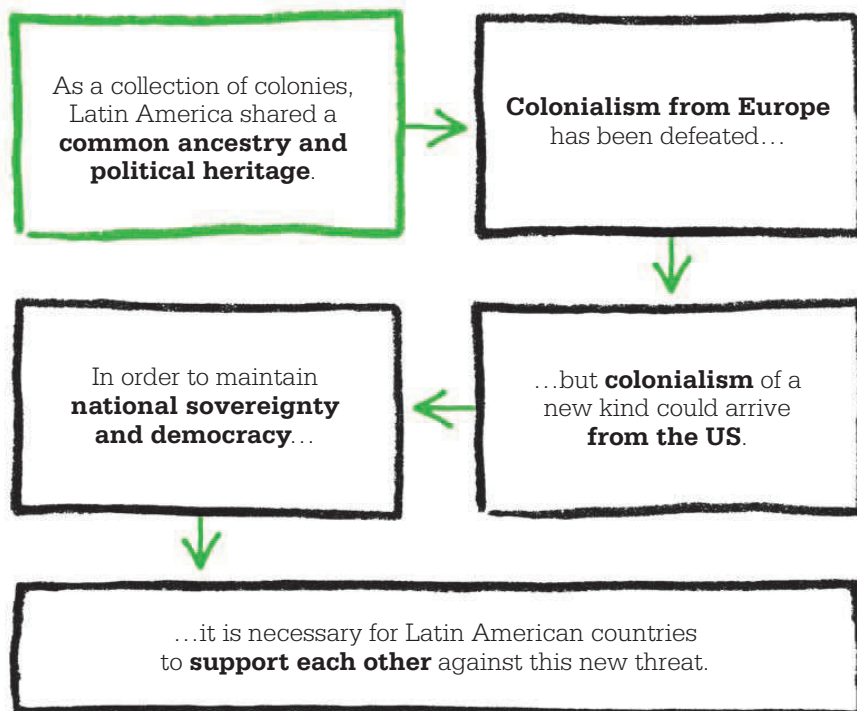 As a collection of colonies,
Latin America shared a
common ancestry and
political heritage.
Colonialism from Europe
has been defeated…
…but colonialism of a
new kind could arrive
from the US.
In order to maintain
national sovereignty
and democracy…
…it is necessary for Latin American countries
to support each other against this new threat.